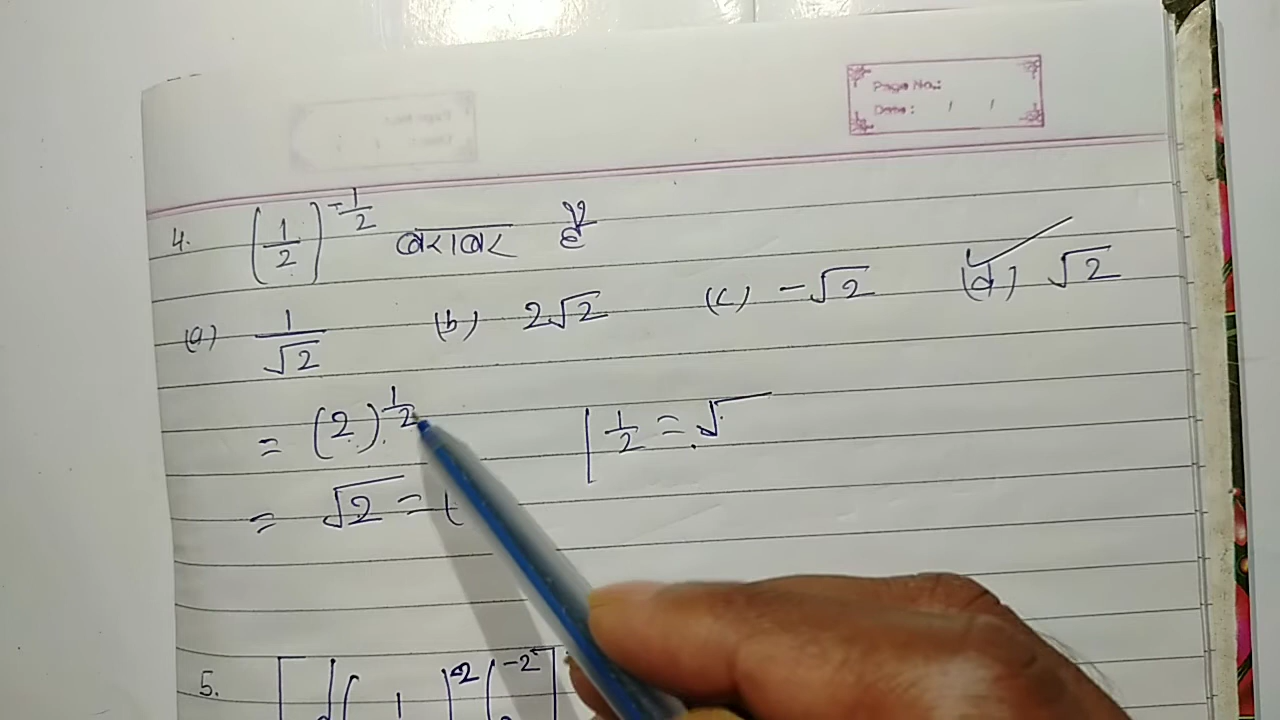 Page No.:
Date: / /
4. (1/2)^{-1/2} बराबर है
(a) 1/√2 (b) 2√2 (c) -√2 (d) √2
= (2)^{1/2} | 1/2 = √
= √2 = (
5.